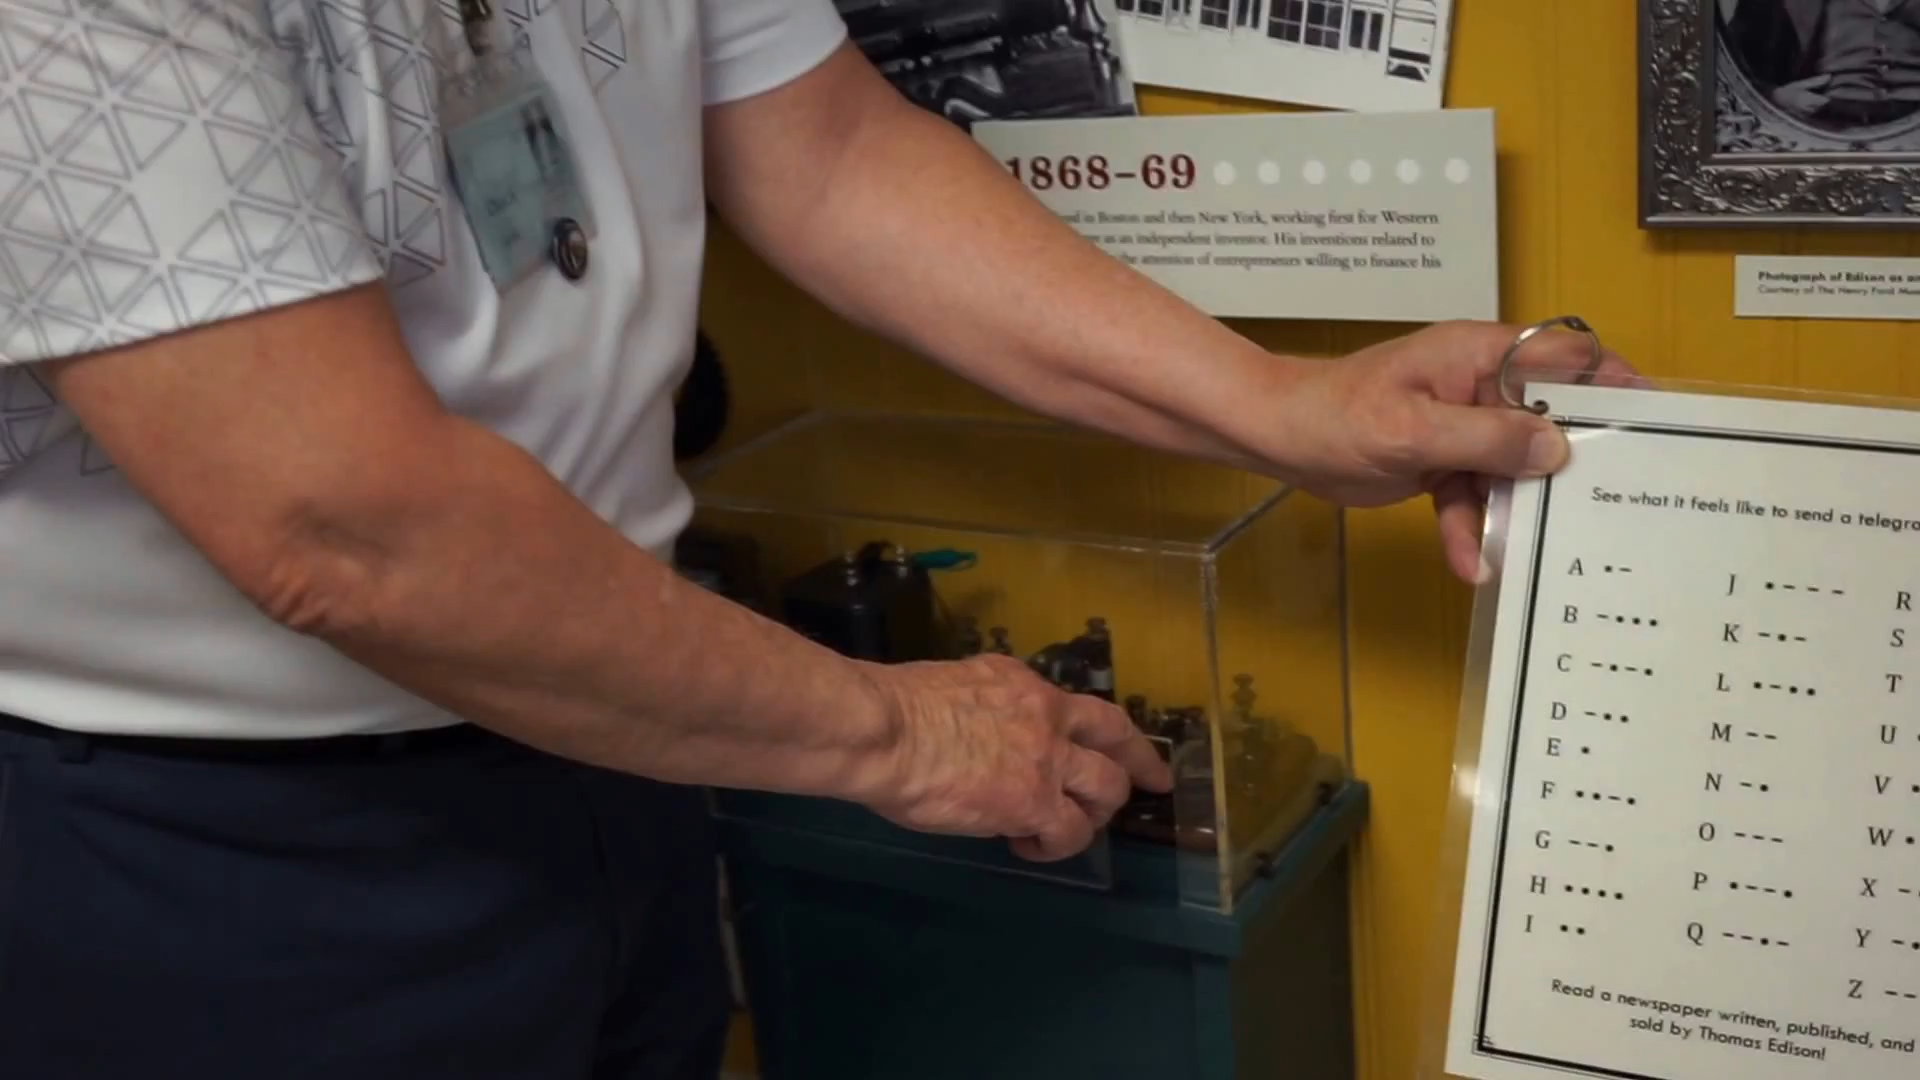 1868-69
in Boston and then New York, working first for Western
as an independent inventor. His inventions related to
the attention of entrepreneurs willing to finance his
Photograph of Edison as
Courtesy of The Henry Ford
See what it feels like to send a
A •–
B –•••
C –•–•
D –••
E •
F ••–•
G ––•
H ••••
I ••
J •–––
K –•–
L •–••
M ––
N –•
O –––
P •––•
Q ––•–
R
S
T
U
V •
W •
X –
Y –•
Z ––
Read a newspaper written, published, and
sold by Thomas Edison!